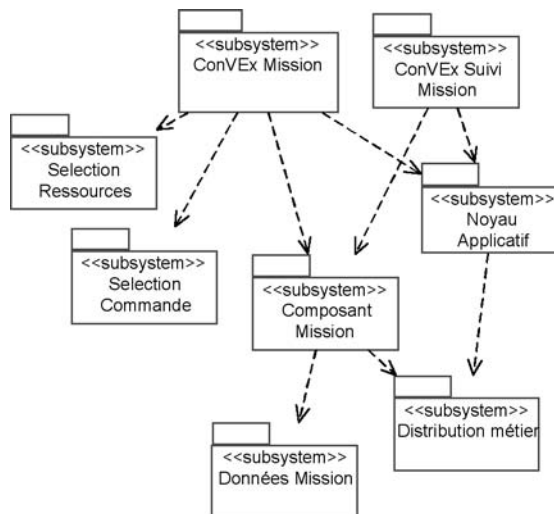 <<subsystem>>
ConVEx Mission
<<subsystem>>
ConVEx Suivi
Mission
<<subsystem>>
Selection
Ressources
<<subsystem>>
Noyau
Applicatif
<<subsystem>>
Selection
Commande
<<subsystem>>
Composant
Mission
<<subsystem>>
Distribution métier
<<subsystem>>
Données Mission